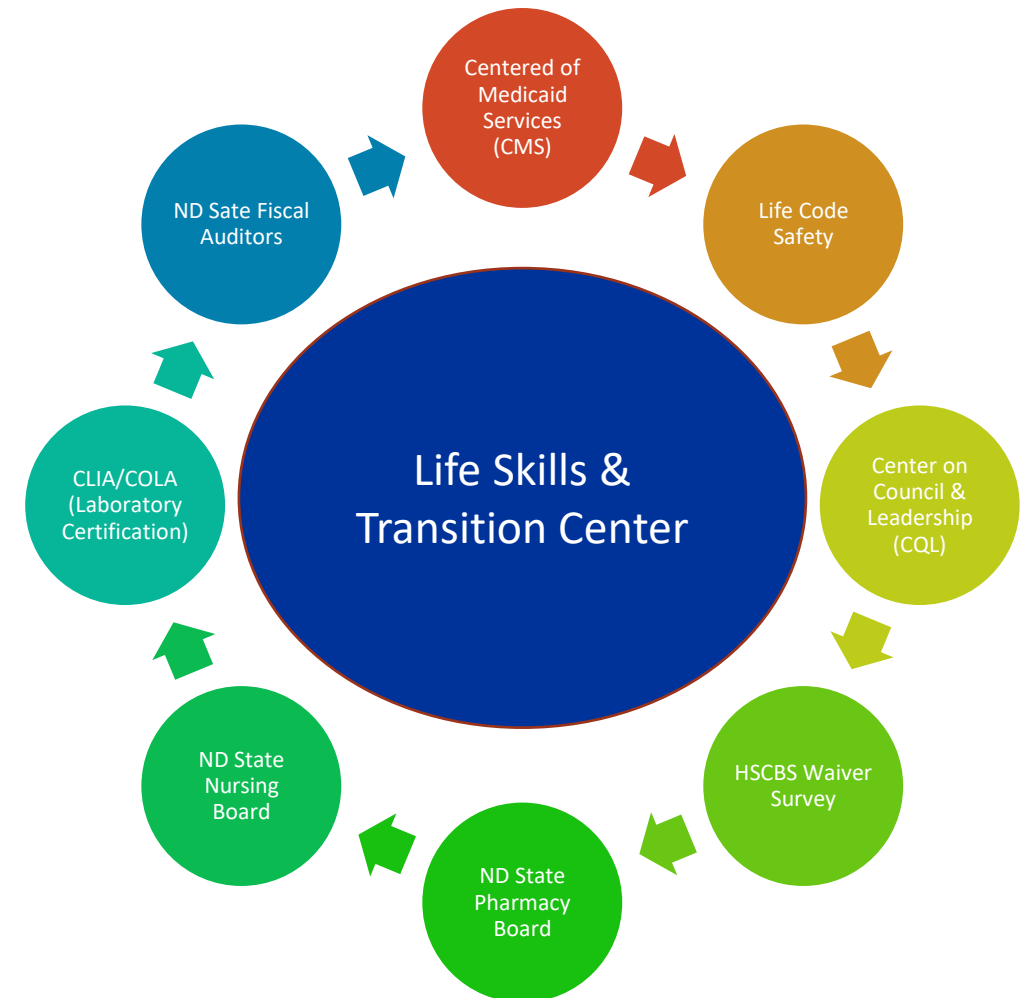 Centered of
Medicaid
Services
(CMS)
Life Code
Safety
Center on
Council &
Leadership
(CQL)
HSCBS Waiver
Survey
ND State
Pharmacy
Board
ND State
Nursing
Board
CLIA/COLA
(Laboratory
Certification)
ND Sate Fiscal
Auditors
Life Skills &
Transition Center